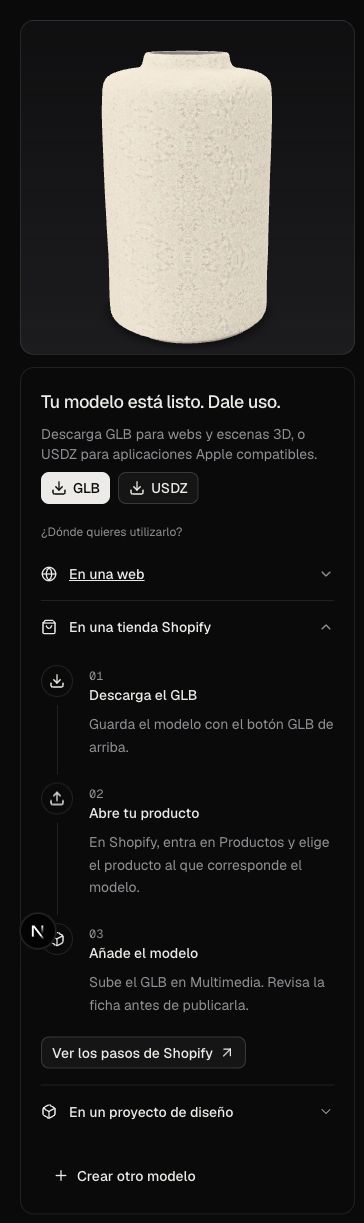 Tu modelo está listo. Dale uso.
Descarga GLB para webs y escenas 3D, o
USDZ para aplicaciones Apple compatibles.
GLB
USDZ
¿Dónde quieres utilizarlo?
En una web
En una tienda Shopify
01
Descarga el GLB
Guarda el modelo con el botón GLB de
arriba.
02
Abre tu producto
En Shopify, entra en Productos y elige
el producto al que corresponde el
modelo.
N
03
Añade el modelo
Sube el GLB en Multimedia. Revisa la
ficha antes de publicarla.
Ver los pasos de Shopify
En un proyecto de diseño
Crear otro modelo